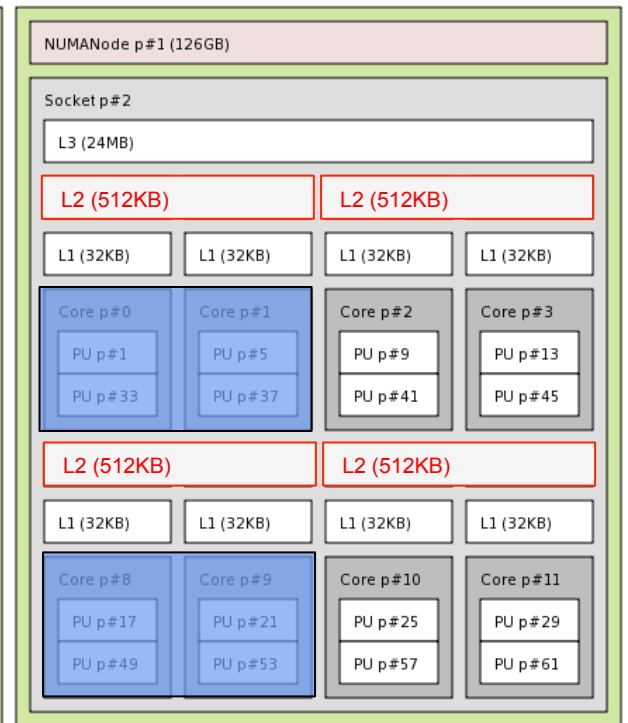 NUMANode p#1 (126GB)
Socket p#2
L3 (24MB)
L2 (512KB) L2 (512KB)
L1 (32KB) L1 (32KB) L1 (32KB) L1 (32KB)
Core p#0 Core p#1 Core p#2 Core p#3
PU p#1 PU p#5 PU p#9 PU p#13
PU p#33 PU p#37 PU p#41 PU p#45
L2 (512KB) L2 (512KB)
L1 (32KB) L1 (32KB) L1 (32KB) L1 (32KB)
Core p#8 Core p#9 Core p#10 Core p#11
PU p#17 PU p#21 PU p#25 PU p#29
PU p#49 PU p#53 PU p#57 PU p#61